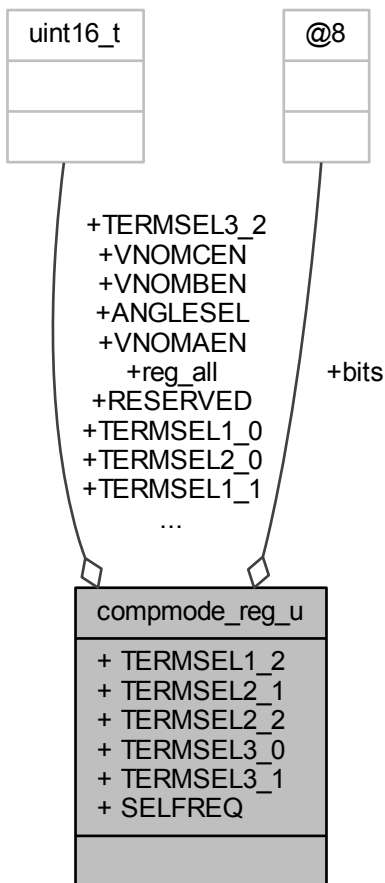 uint16_t
@8
+TERMSEL3_2
+VNOMCEN
+VNOMBEN
+ANGLESEL
+VNOMAEN
+reg_all
+RESERVED
+TERMSEL1_0
+TERMSEL2_0
+TERMSEL1_1
...
+bits
compmode_reg_u
+ TERMSEL1_2
+ TERMSEL2_1
+ TERMSEL2_2
+ TERMSEL3_0
+ TERMSEL3_1
+ SELFREQ